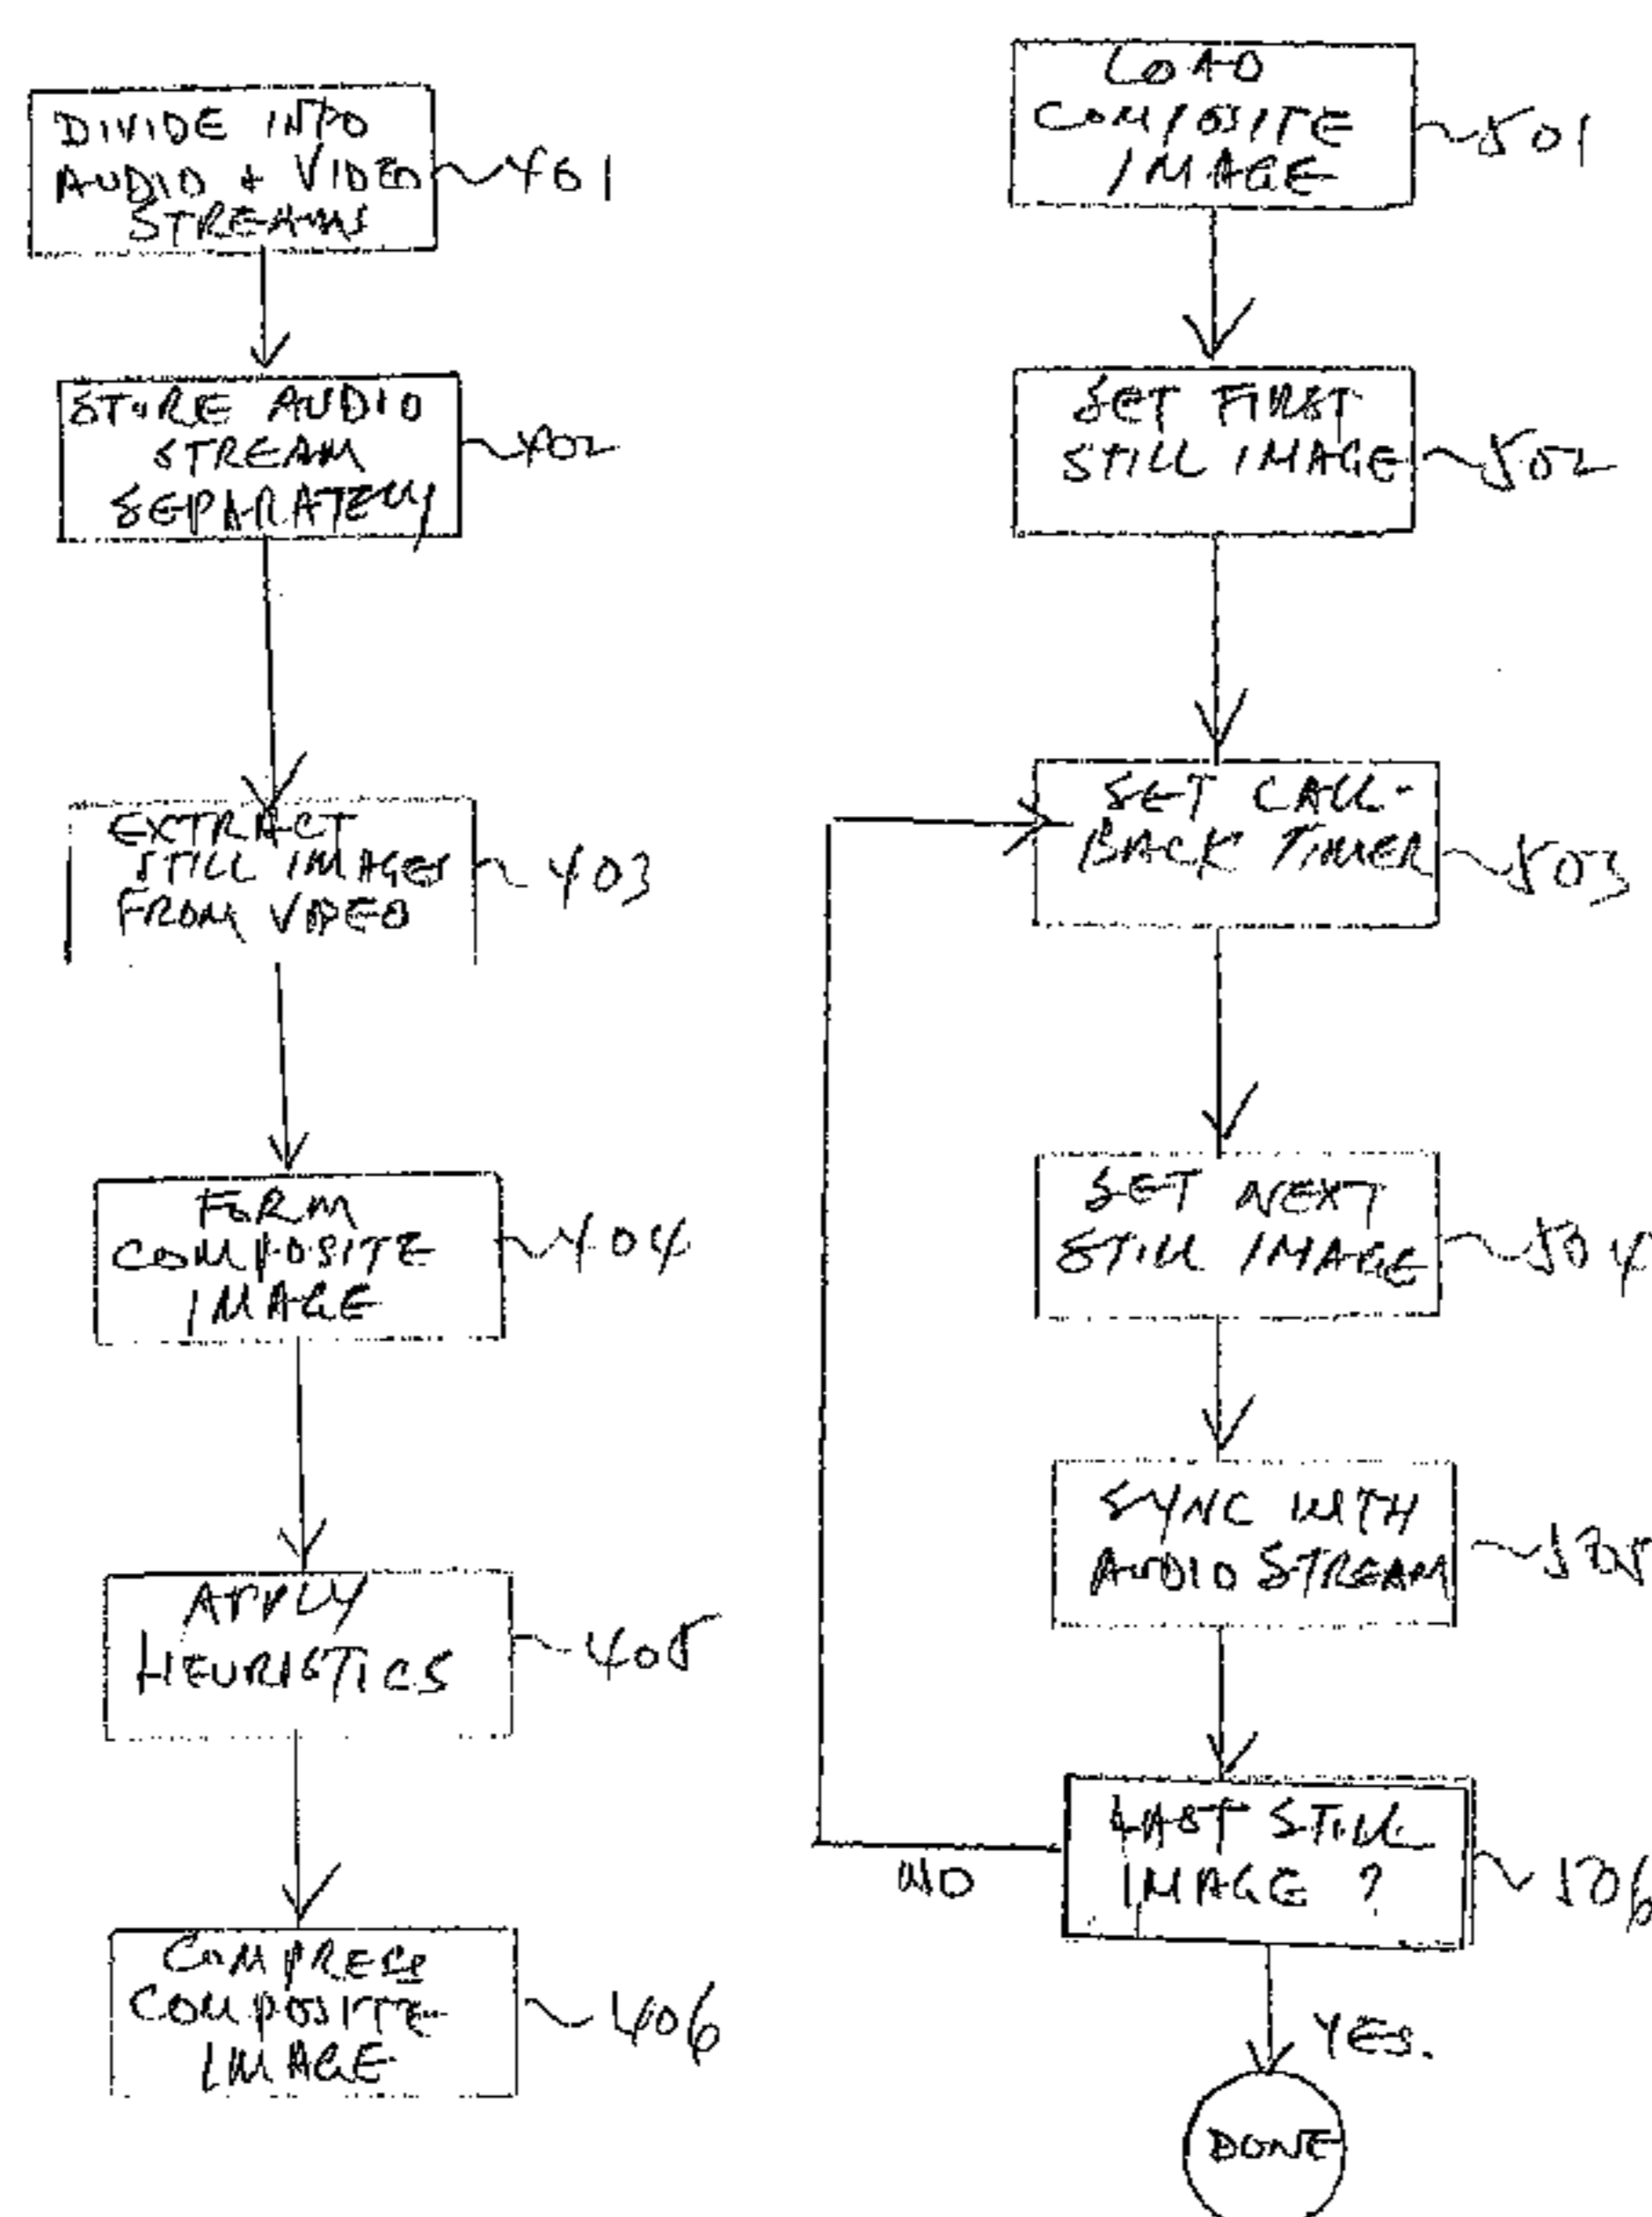 DIVIDE INTO
AUDIO + VIDEO
STREAMS
401
STORE AUDIO
STREAM
SEPARATELY
402
EXTRACT
STILL IMAGES
FROM VIDEO
403
FORM
COMPOSITE
IMAGE
404
APPLY
HEURISTICS
405
COMPRESS
COMPOSITE
IMAGE
406
LOAD
COMPOSITE
IMAGE
501
SET FIRST
STILL IMAGE
502
SET CALL-
BACK TIMER
503
SET NEXT
STILL IMAGE
504
SYNC WITH
AUDIO STREAM
505
LAST STILL
IMAGE ?
506
NO
YES.
DONE